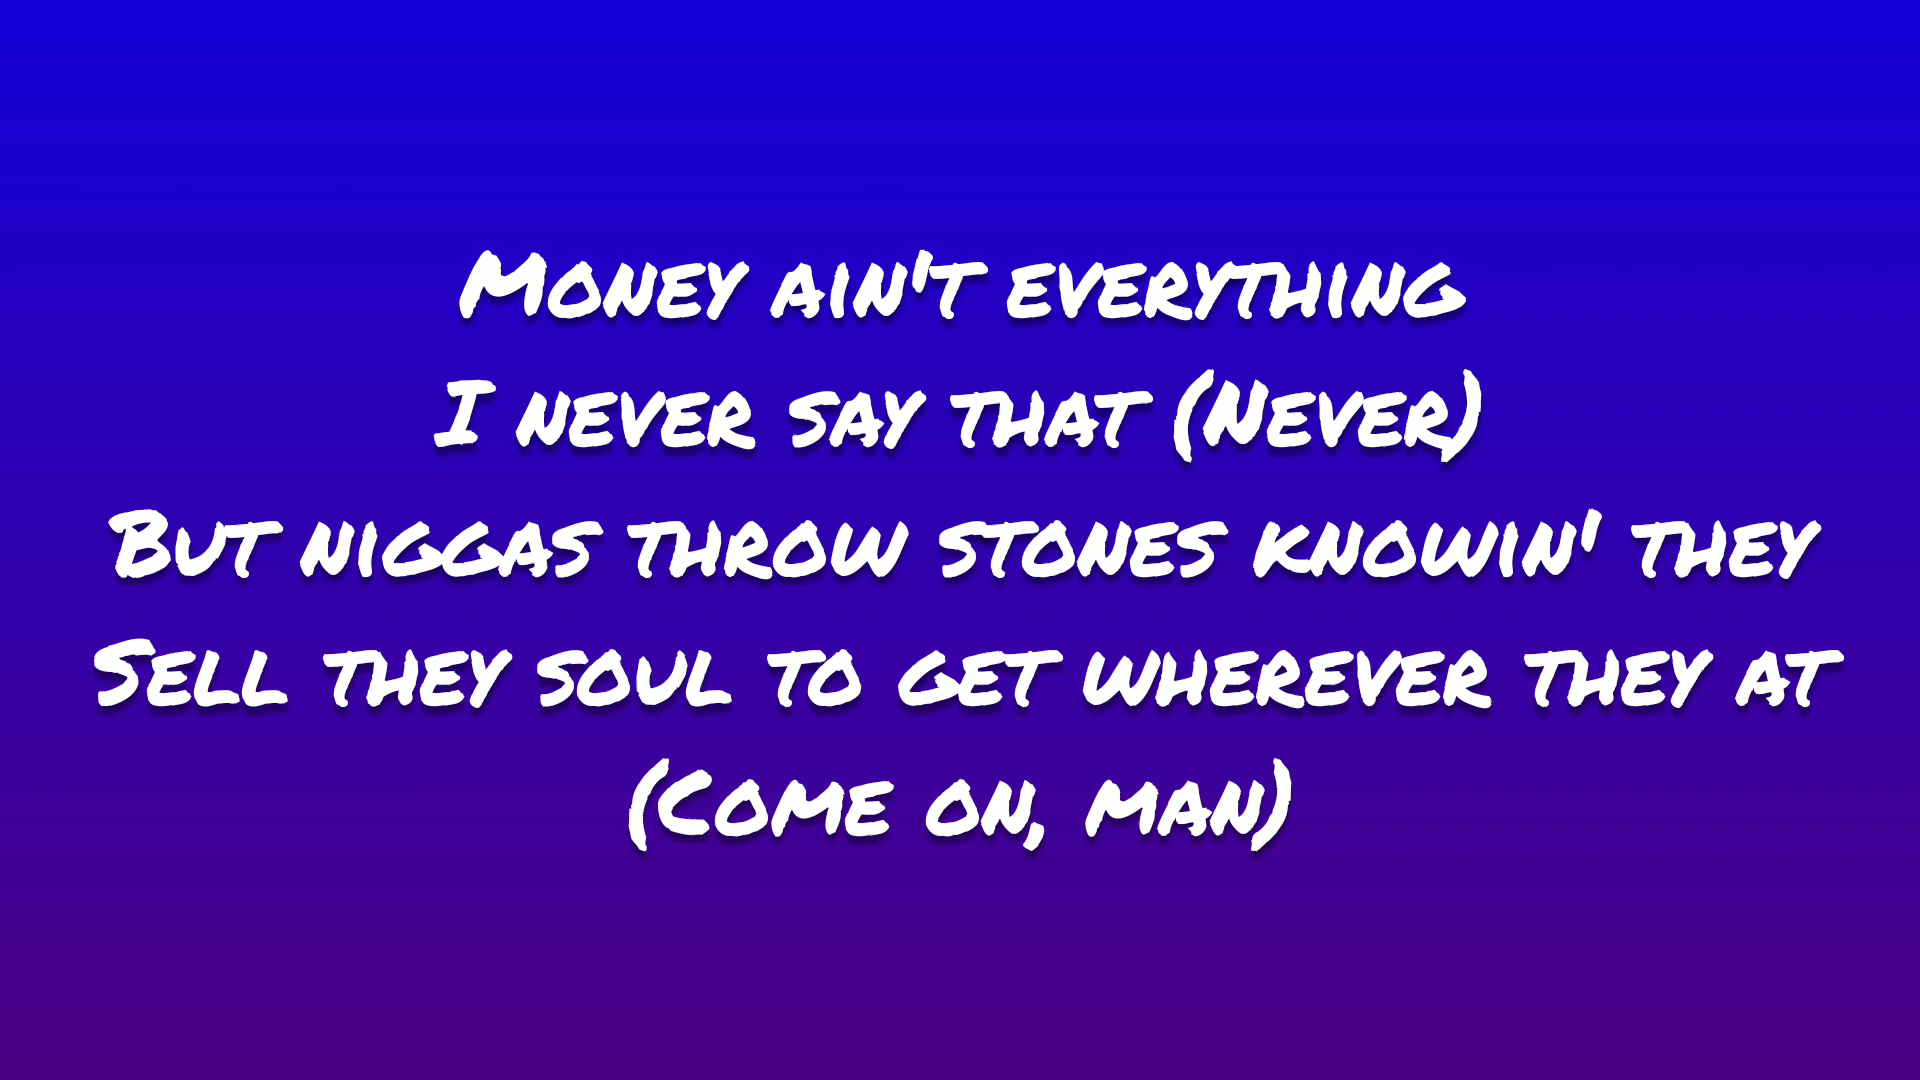 Money ain't everything
I never say that (Never)
But niggas throw stones knowin' they
Sell they soul to get wherever they at
(Come on, man)